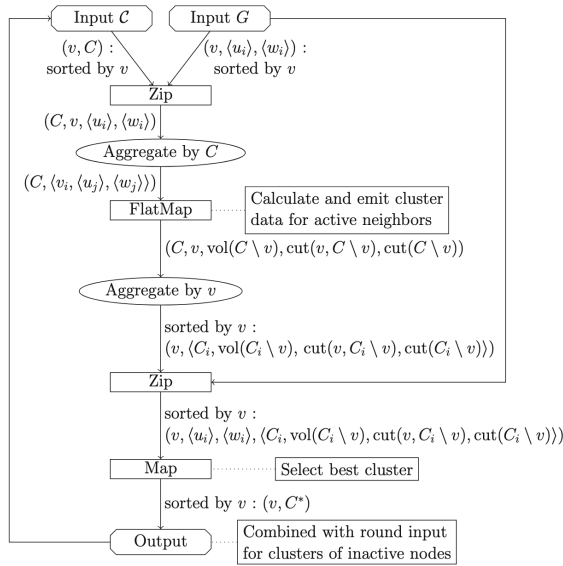 Input 𝒞
Input G
(v, C) :
sorted by v
(v, ⟨u_i⟩, ⟨w_i⟩) :
sorted by v
Zip
(C, v, ⟨u_i⟩, ⟨w_i⟩)
Aggregate by C
(C, ⟨v_i, ⟨u_j⟩, ⟨w_j⟩⟩)
FlatMap
Calculate and emit cluster
data for active neighbors
(C, v, vol(C \ v), cut(v, C \ v), cut(C \ v))
Aggregate by v
sorted by v :
(v, ⟨C_i, vol(C_i \ v), cut(v, C_i \ v), cut(C_i \ v)⟩)
Zip
sorted by v :
(v, ⟨u_i⟩, ⟨w_i⟩, ⟨C_i, vol(C_i \ v), cut(v, C_i \ v), cut(C_i \ v)⟩)
Map
Select best cluster
sorted by v : (v, C*)
Output
Combined with round input
for clusters of inactive nodes